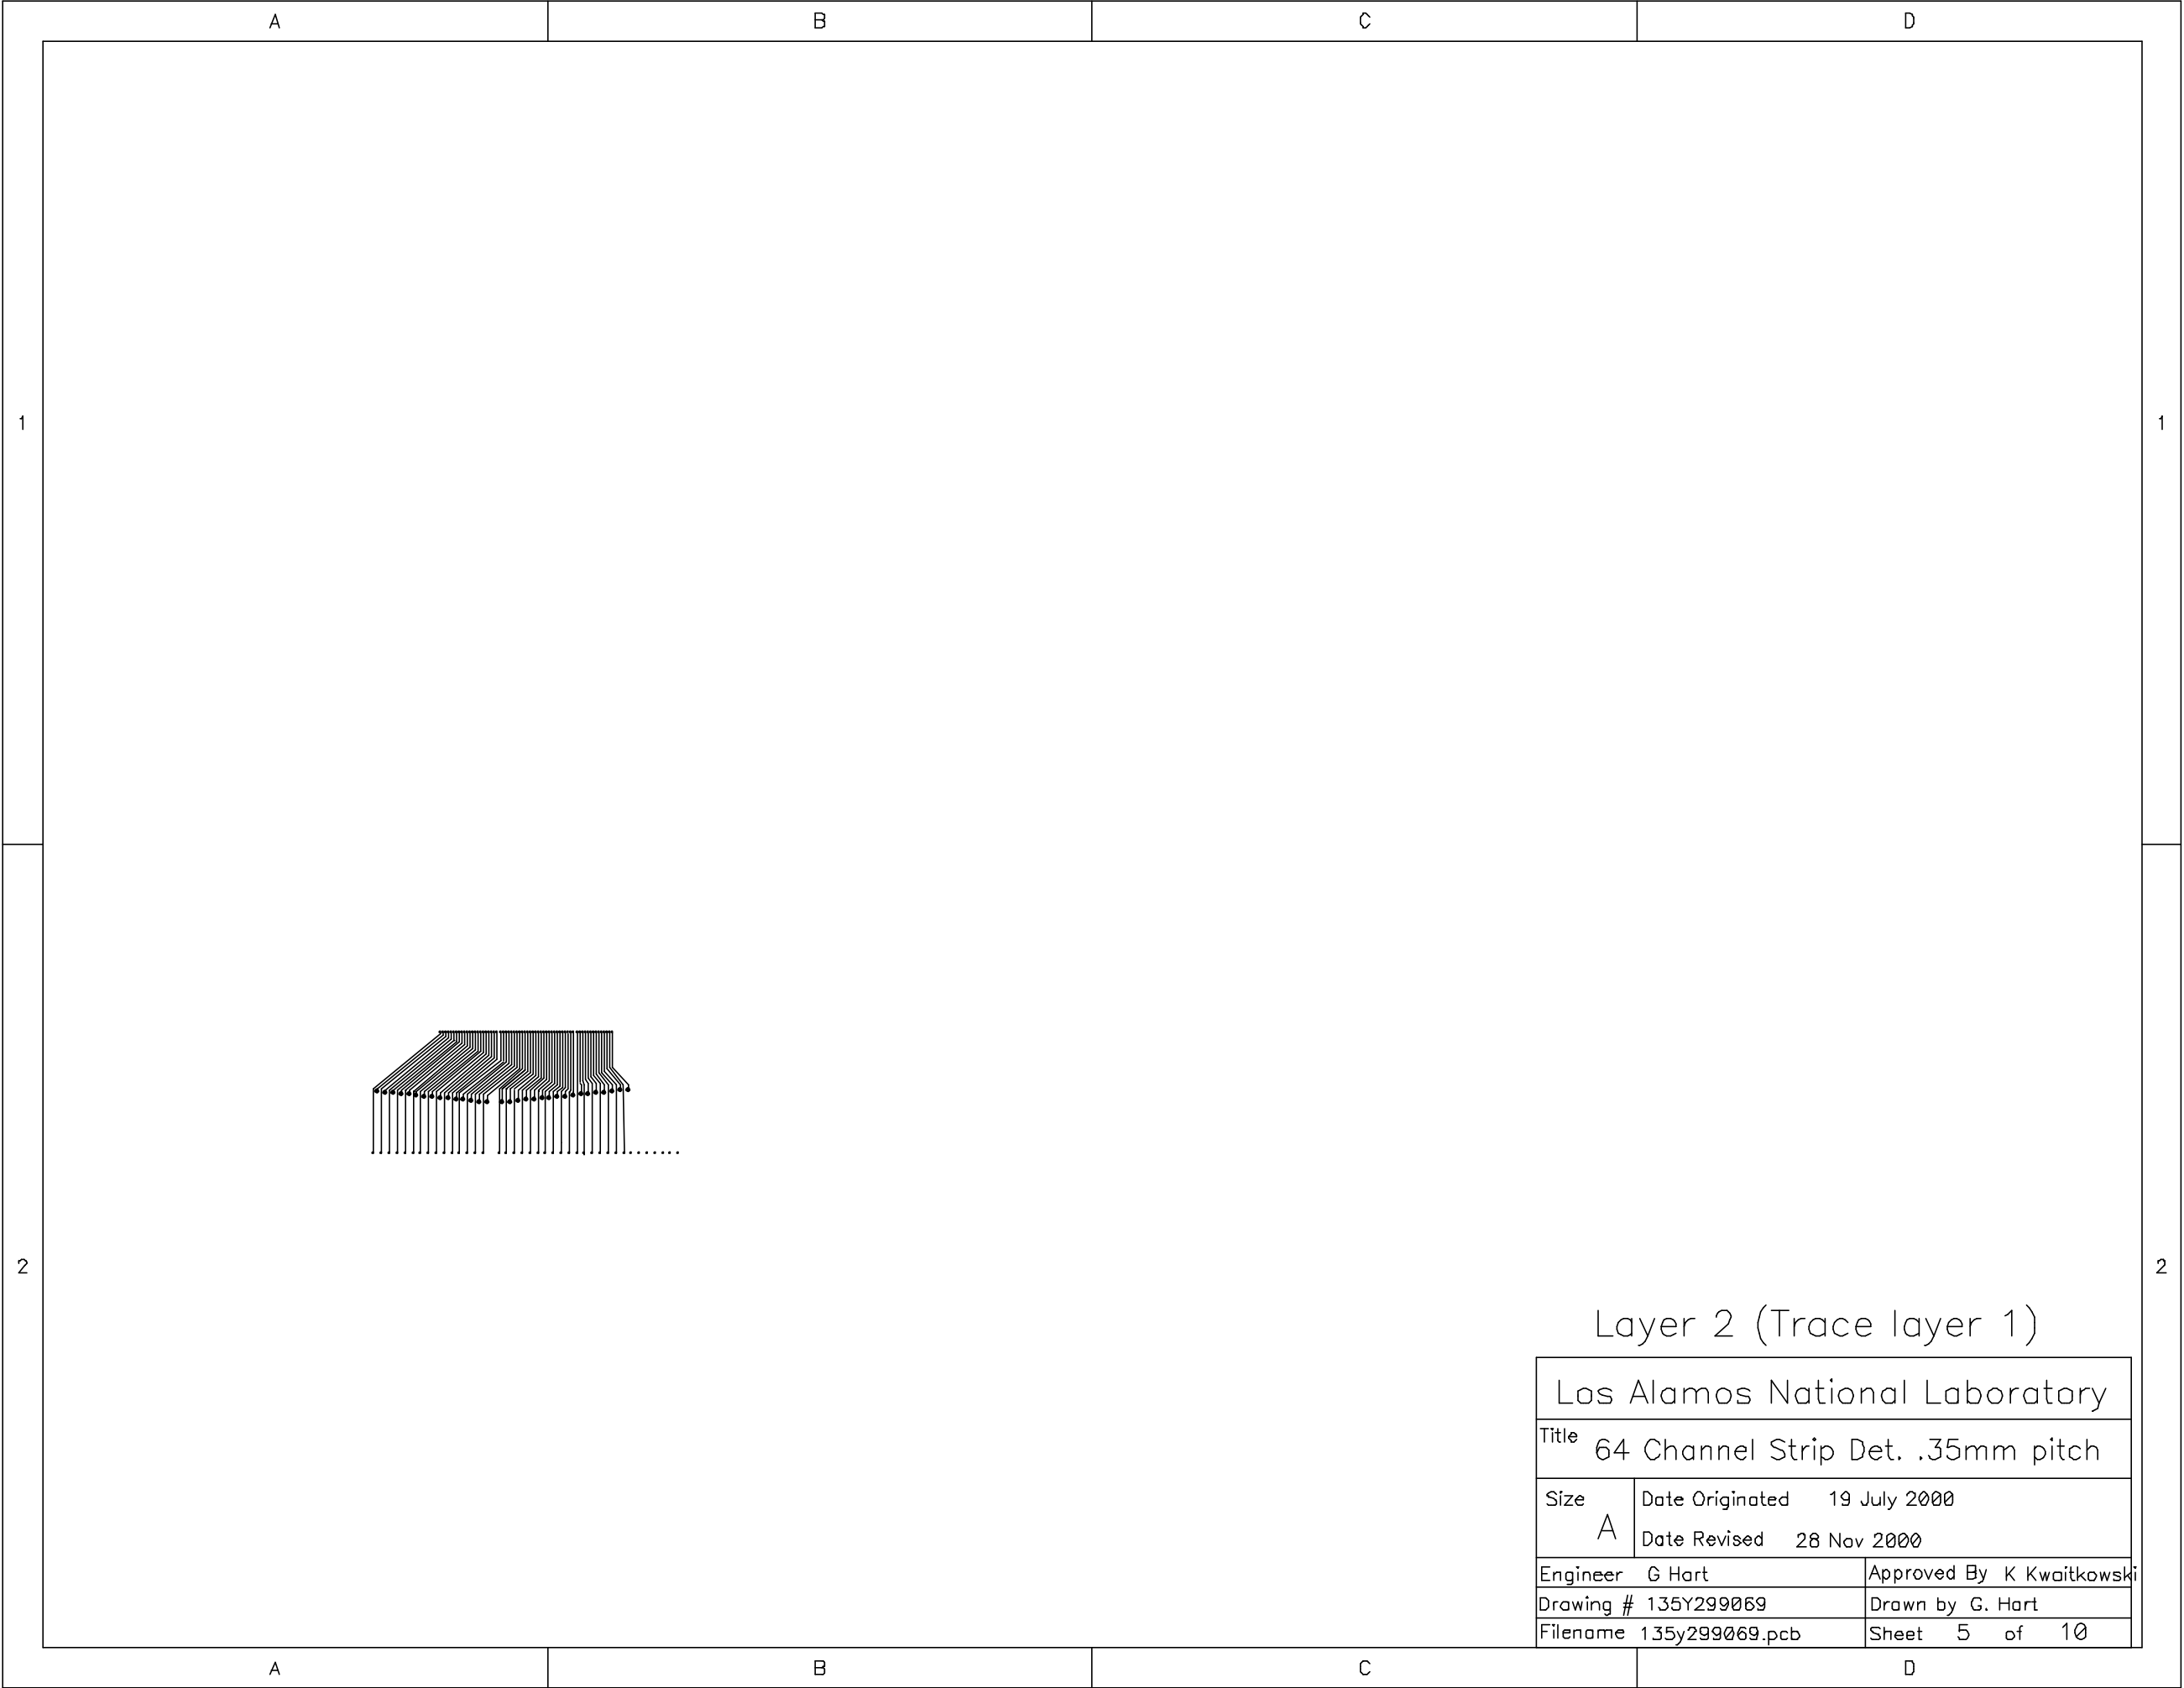 A B C D
1 1
2 2
Layer 2 (Trace layer 1)
Los Alamos National Laboratory
Title 64 Channel Strip Det. .35mm pitch
Size A
Date Originated 19 July 2000
Date Revised 28 Nov 2000
Engineer G Hart
Approved By K Kwaitkowski
Drawing # 135Y299069
Drawn by G. Hart
Filename 135y299069.pcb
Sheet 5 of 10
A B C D